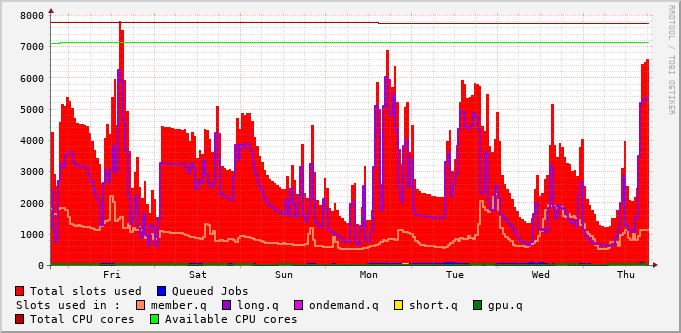 8000
7000
6000
5000
4000
3000
2000
1000
0
Fri Sat Sun Mon Tue Wed Thu
Total slots used Queued Jobs
Slots used in : member.q long.q ondemand.q short.q gpu.q
Total CPU cores Available CPU cores
RRDTOOL / TOBI OETIKER